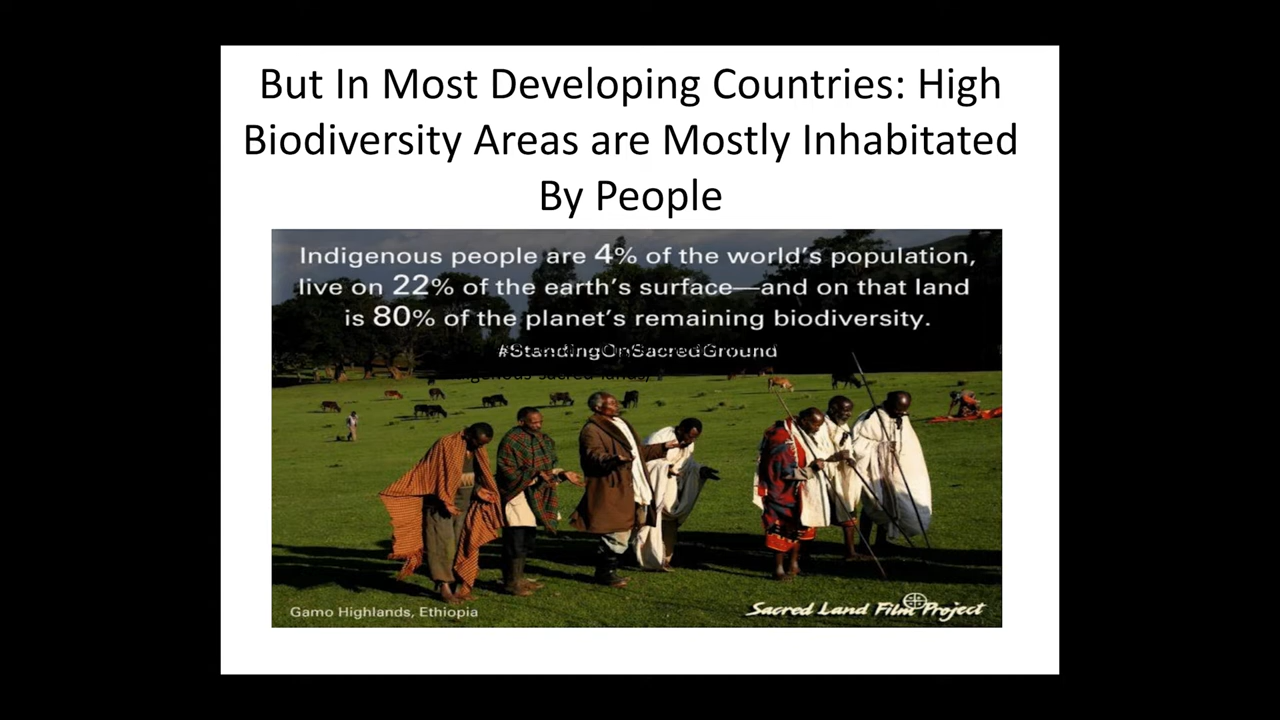 But In Most Developing Countries: High
Biodiversity Areas are Mostly Inhabitated
By People
Indigenous people are 4% of the world's population,
live on 22% of the earth's surface—and on that land
is 80% of the planet's remaining biodiversity.
#StandingOnSacredGround
sacred lands
Gamo Highlands, Ethiopia
Sacred Land Film Project